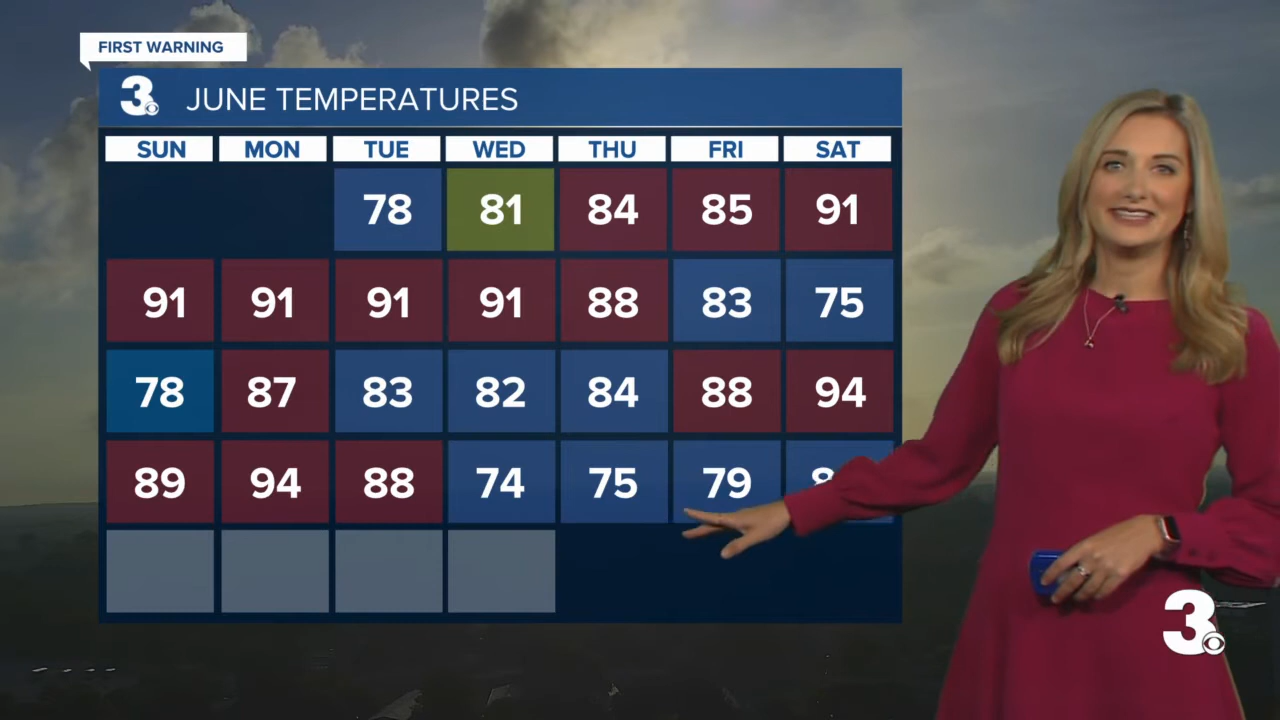 FIRST WARNING
3 JUNE TEMPERATURES
SUN MON TUE WED THU FRI SAT
78 81 84 85 91
91 91 91 91 88 83 75
78 87 83 82 84 88 94
89 94 88 74 75 79
3